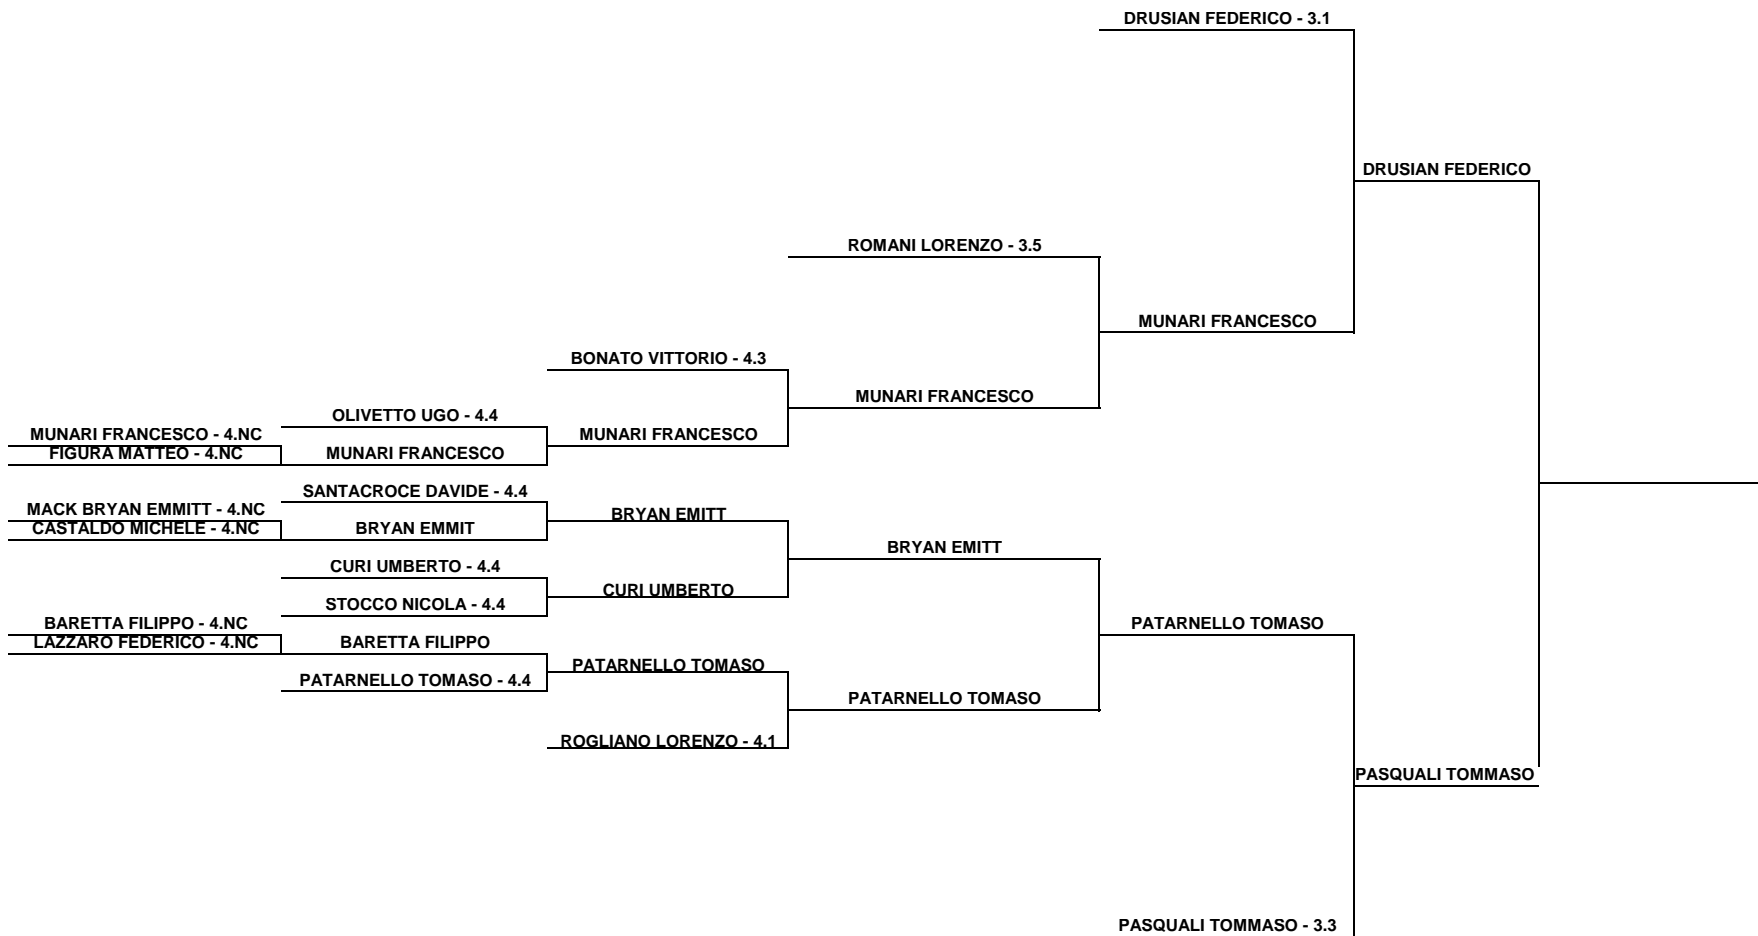 DRUSIAN FEDERICO - 3.1
DRUSIAN FEDERICO
ROMANI LORENZO - 3.5
MUNARI FRANCESCO
BONATO VITTORIO - 4.3
MUNARI FRANCESCO
OLIVETTO UGO - 4.4
MUNARI FRANCESCO - 4.NC
MUNARI FRANCESCO
FIGURA MATTEO - 4.NC
MUNARI FRANCESCO
SANTACROCE DAVIDE - 4.4
MACK BRYAN EMMITT - 4.NC
BRYAN EMITT
CASTALDO MICHELE - 4.NC
BRYAN EMMIT
BRYAN EMITT
CURI UMBERTO - 4.4
CURI UMBERTO
STOCCO NICOLA - 4.4
BARETTA FILIPPO - 4.NC
PATARNELLO TOMASO
LAZZARO FEDERICO - 4.NC
BARETTA FILIPPO
PATARNELLO TOMASO
PATARNELLO TOMASO - 4.4
PATARNELLO TOMASO
ROGLIANO LORENZO - 4.1
PASQUALI TOMMASO
PASQUALI TOMMASO - 3.3